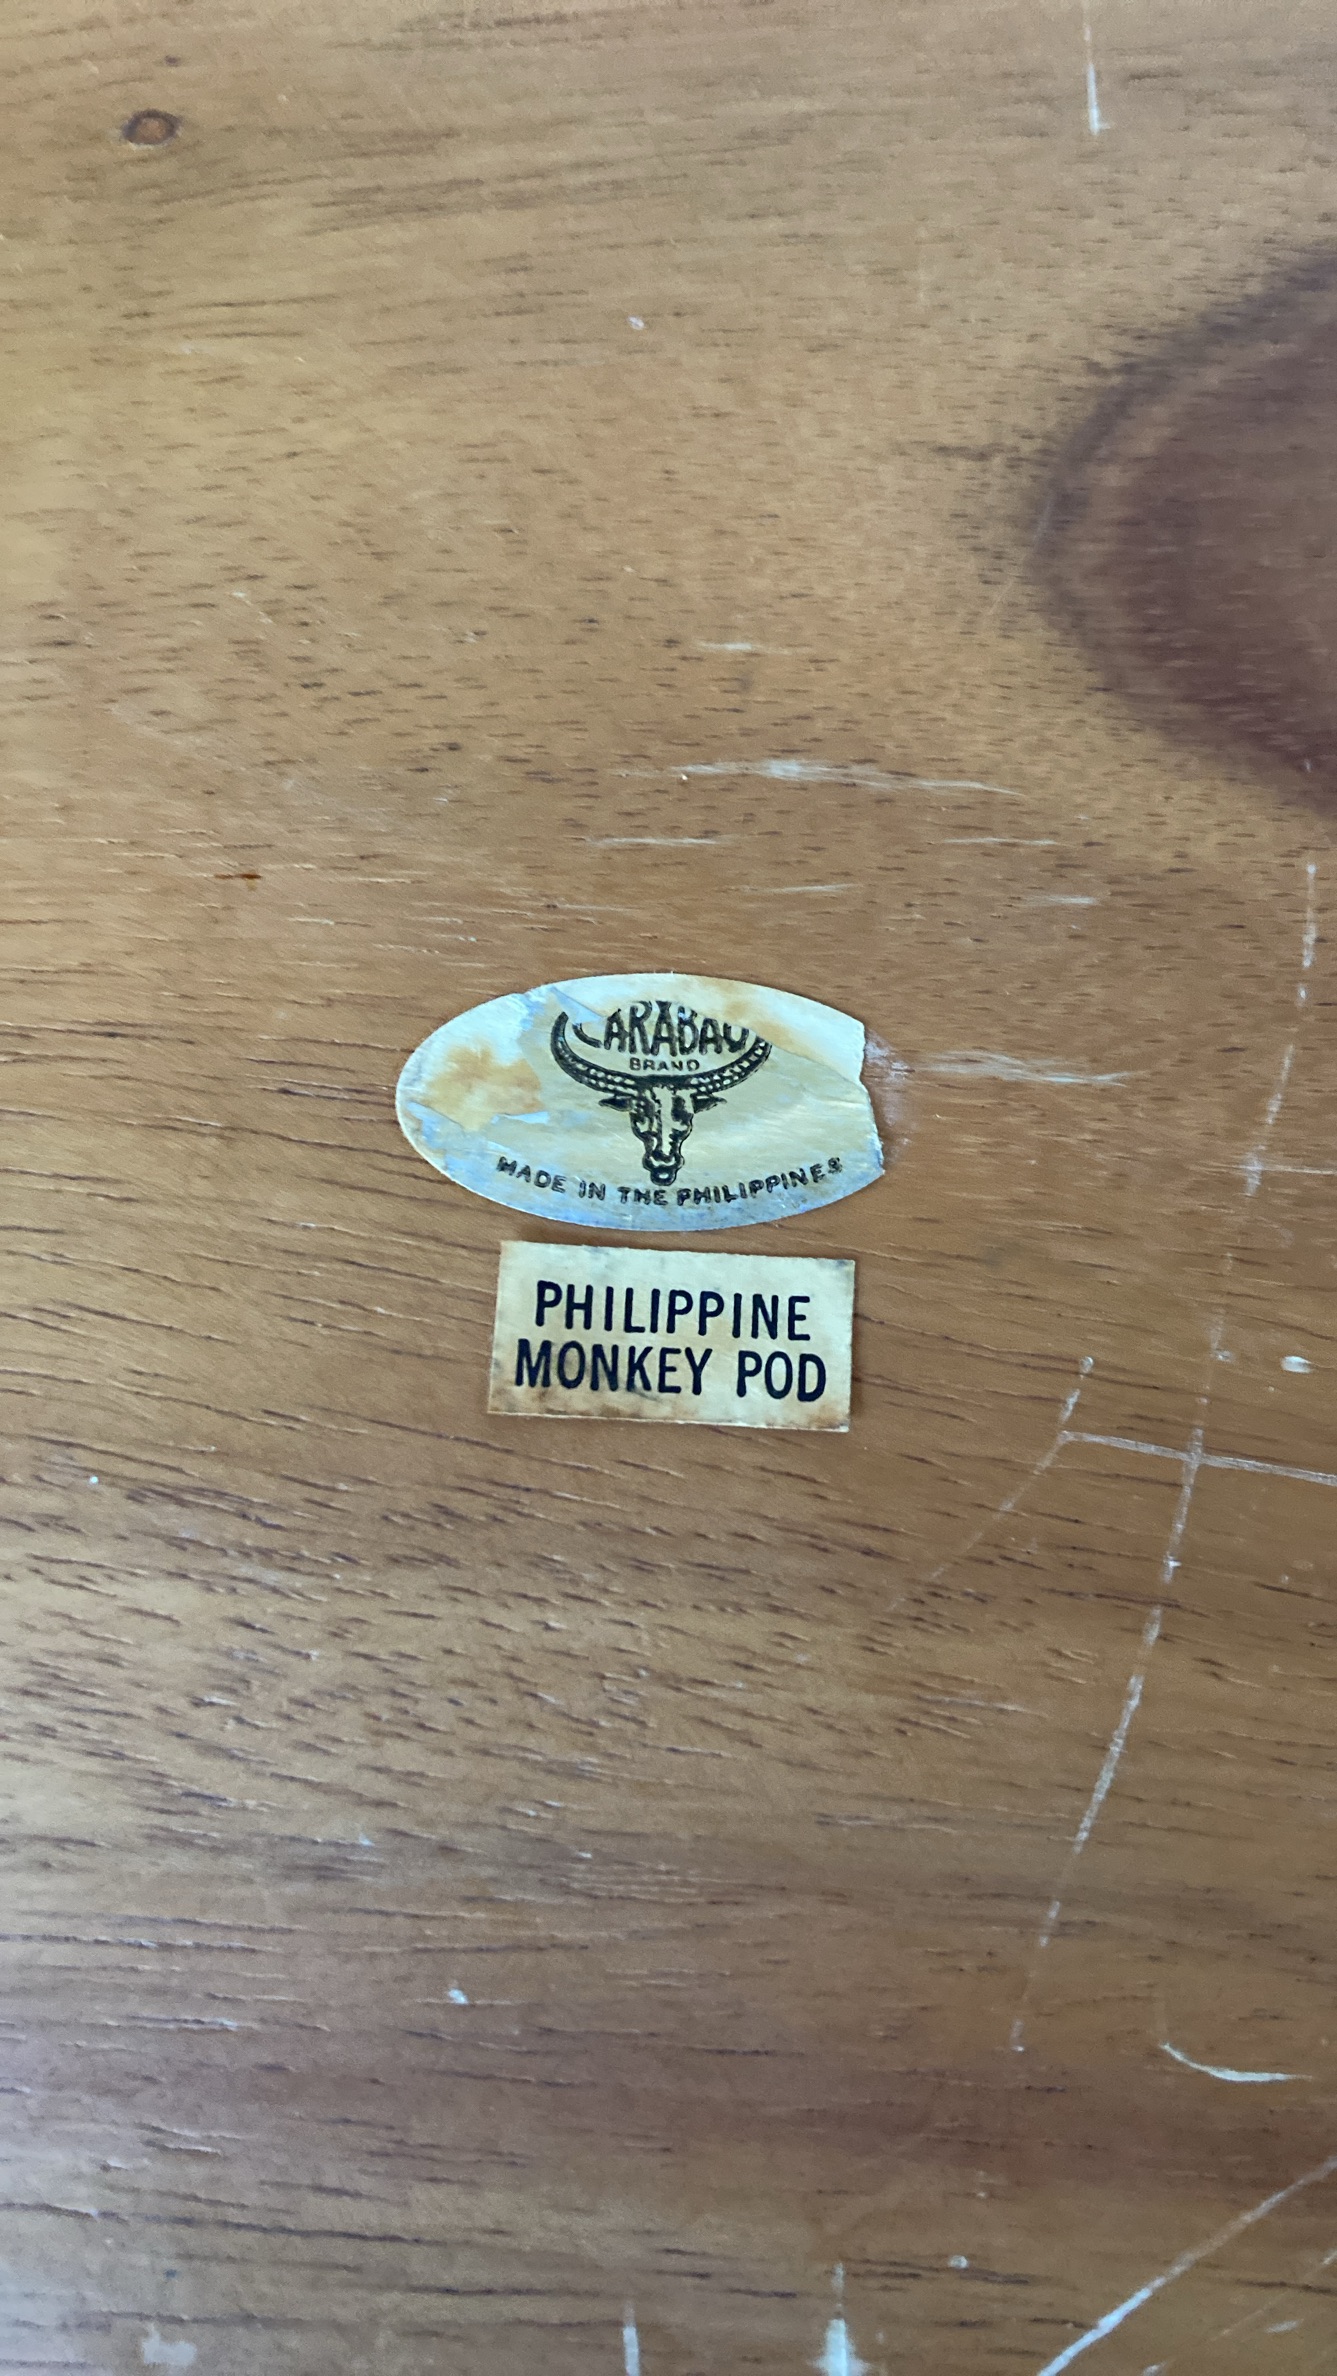 CARABAO
BRAND
MADE IN THE PHILIPPINES
PHILIPPINE
MONKEY POD